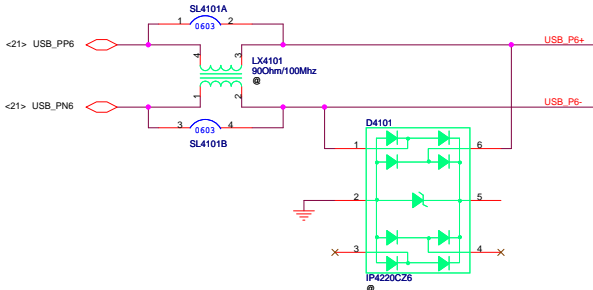 SL4101A
1 2
0603
<21> USB_PP6
USB_P6+
4 3
LX4101
90Ohm/100Mhz
@
1 2
<21> USB_PN6
USB_P6-
3 4
0603
SL4101B
D4101
1 6
2 5
3 4
IP4220CZ6
@